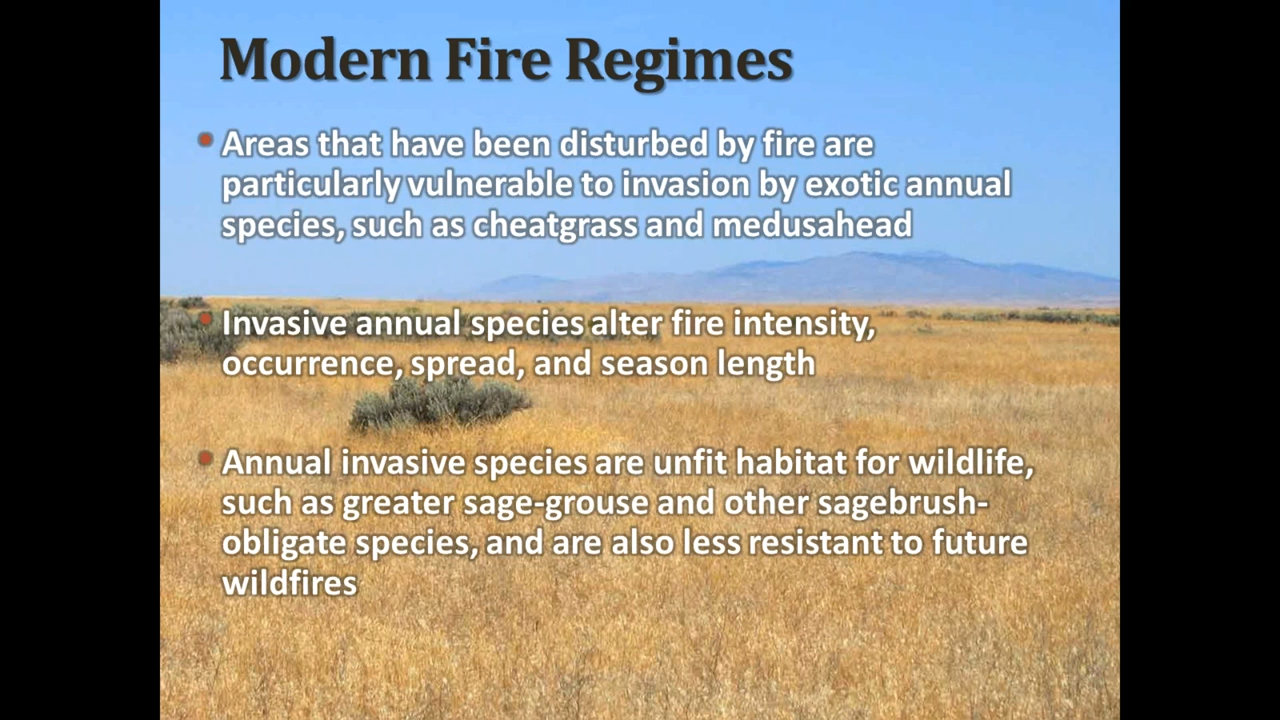 Modern Fire Regimes
• Areas that have been disturbed by fire are
particularly vulnerable to invasion by exotic annual
species, such as cheatgrass and medusahead
• Invasive annual species alter fire intensity,
occurrence, spread, and season length
• Annual invasive species are unfit habitat for wildlife,
such as greater sage-grouse and other sagebrush-
obligate species, and are also less resistant to future
wildfires